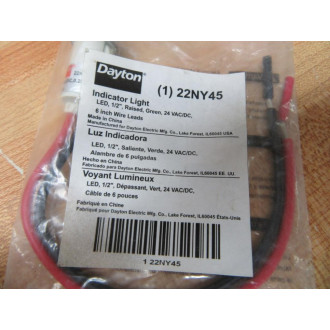 Dayton
(1) 22NY45
Indicator Light
LED, 1/2", Raised, Green, 24 VAC/DC,
6 inch Wire Leads
Made in China
Manufactured for Dayton Electric Mfg. Co., Lake Forest, IL60045 USA
Luz Indicadora
LED, 1/2", Saliente, Verde, 24 VAC/DC,
Alambre de 6 pulgadas
Hecho en China
Fabricado para Dayton Electric Mfg. Co., Lake Forest, IL60045 EE. UU.
Voyant Lumineux
LED, 1/2", Dépassant, Vert, 24 VAC/DC,
Câble de 6 pouces
Fabriqué en Chine
Fabriqué pour Dayton Electric Mfg. Co., Lake Forest, IL60045 États-Unis
1 22NY45